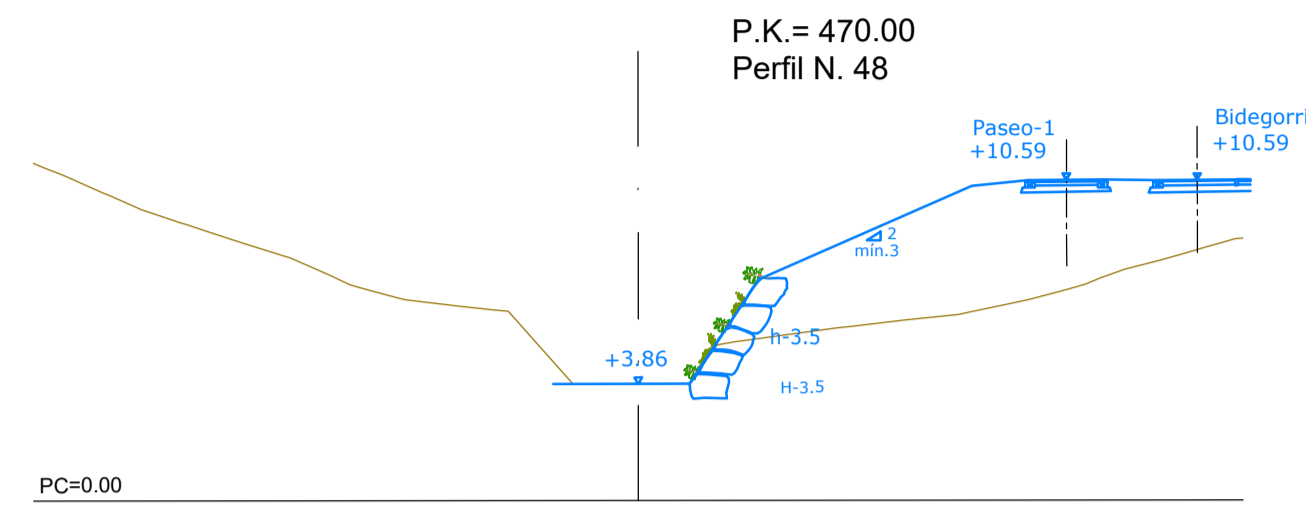 P.K.= 470.00
Perfil N. 48
Paseo-1
+10.59
Bidegorri
+10.59
2
mín.3
+3.86
h-3.5
H-3.5
PC=0.00